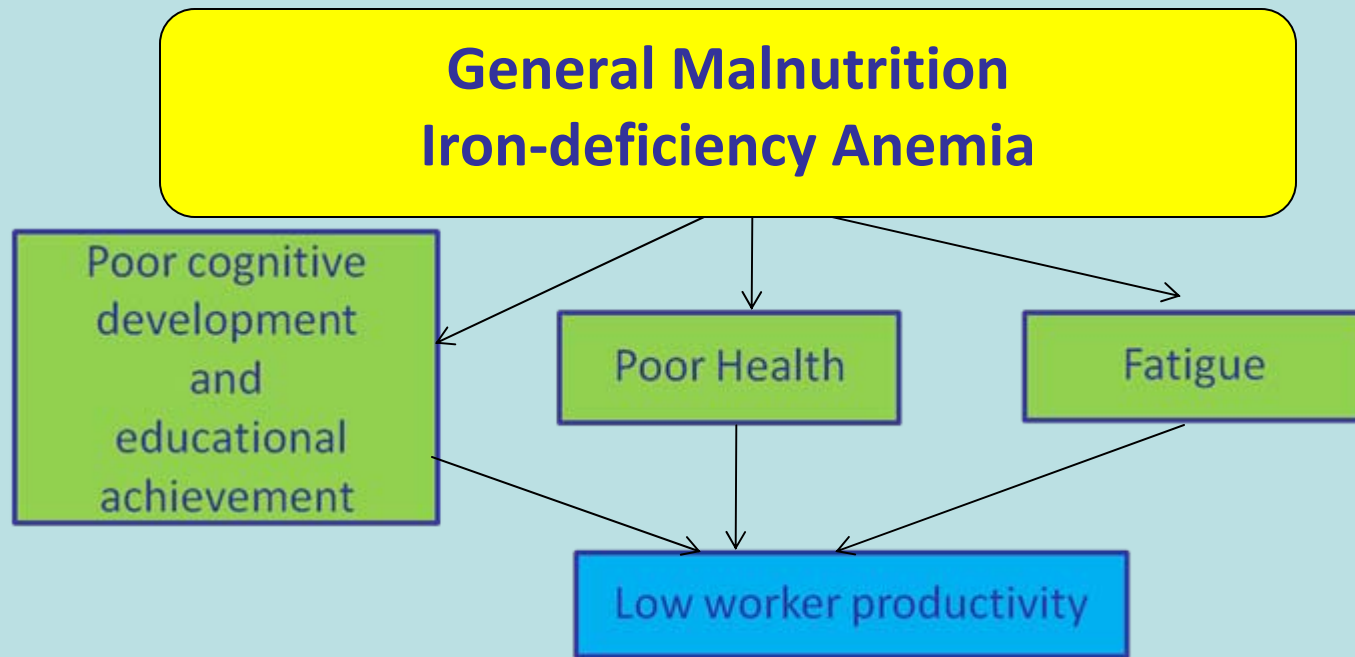 General Malnutrition
Iron-deficiency Anemia
Poor cognitive
development
and
educational
achievement
Poor Health
Fatigue
Low worker productivity